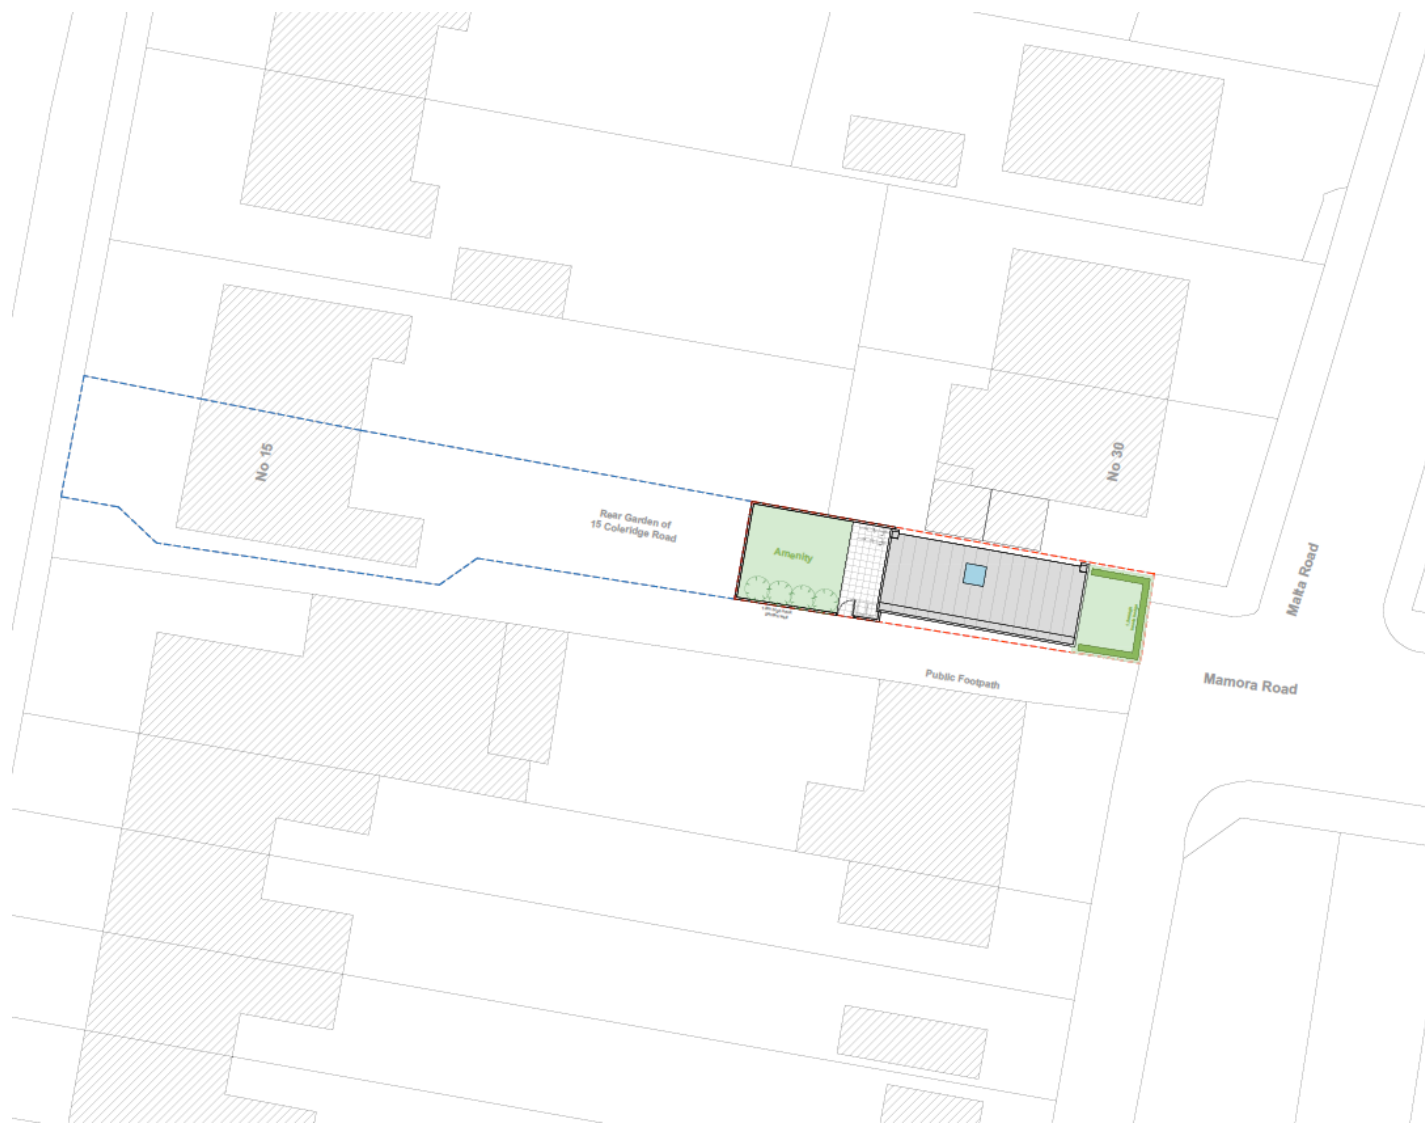 No 15
No 30
Rear Garden of
15 Coleridge Road
Amenity
Malta Road
Public Footpath
Mamora Road